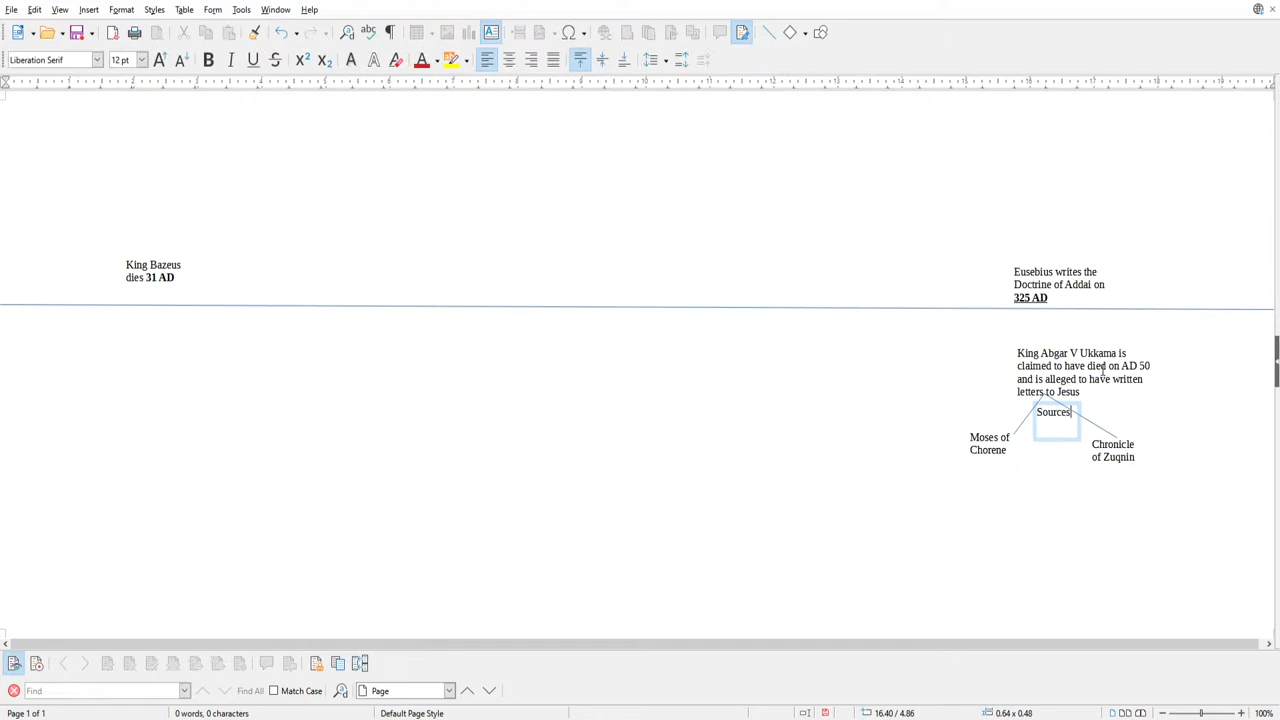 File Edit View Insert Format Styles Table Form Tools Window Help
Liberation Serif 12 pt
King Bazeus
dies 31 AD
Eusebius writes the
Doctrine of Addai on
325 AD
King Abgar V Ukkama is
claimed to have died on AD 50
and is alleged to have written
letters to Jesus
Sources
Moses of
Chorene
Chronicle
of Zuqnin
Find Find All Match Case Page
Page 1 of 1 0 words, 0 characters Default Page Style 16.40 / 4.86 0.64 x 0.48 100%